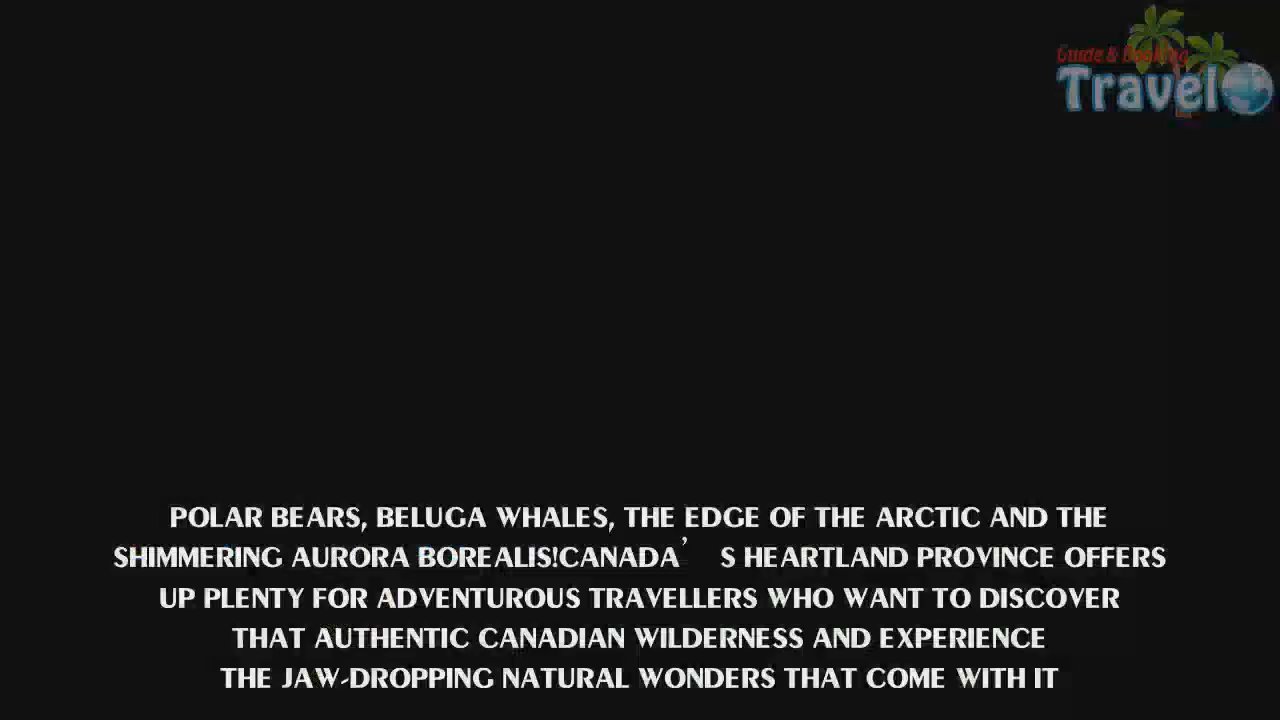 Guide & Booking
Travel
POLAR BEARS, BELUGA WHALES, THE EDGE OF THE ARCTIC AND THE
SHIMMERING AURORA BOREALIS!CANADA’ S HEARTLAND PROVINCE OFFERS
UP PLENTY FOR ADVENTUROUS TRAVELLERS WHO WANT TO DISCOVER
THAT AUTHENTIC CANADIAN WILDERNESS AND EXPERIENCE
THE JAW-DROPPING NATURAL WONDERS THAT COME WITH IT